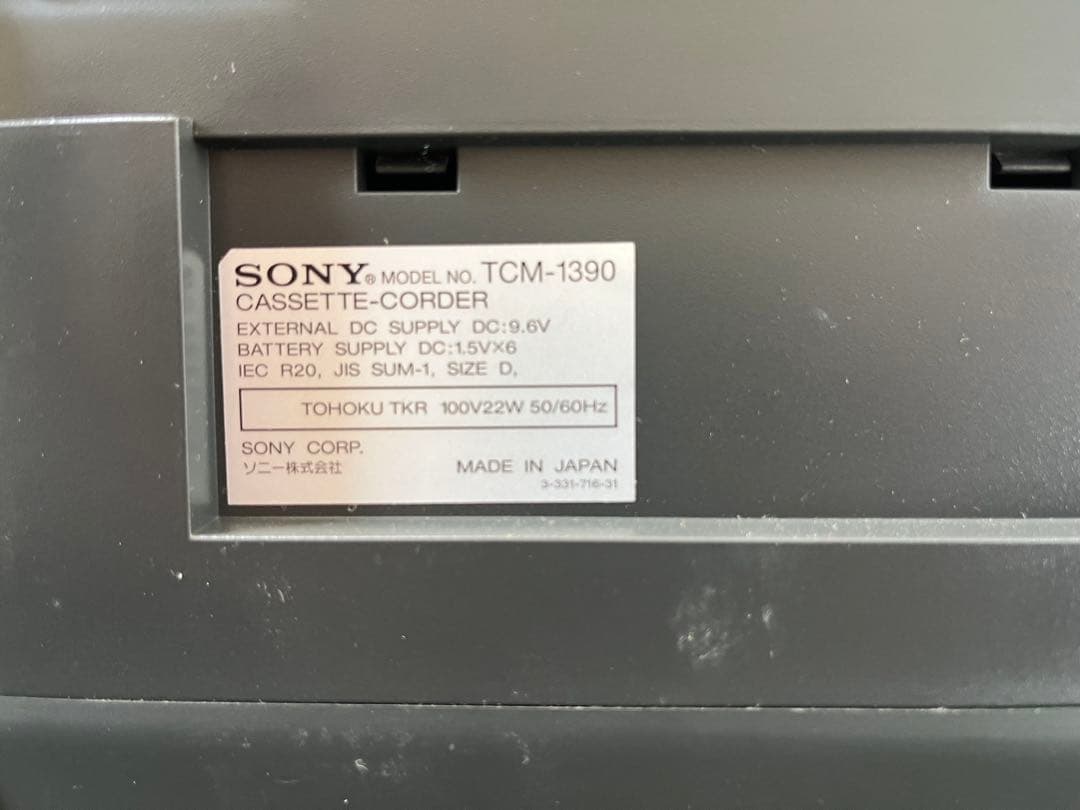 SONY® MODEL NO. TCM-1390
CASSETTE-CORDER
EXTERNAL DC SUPPLY DC:9.6V
BATTERY SUPPLY DC:1.5V×6
IEC R20, JIS SUM-1, SIZE D,
TOHOKU TKR 100V22W 50/60Hz
SONY CORP.
ソニー株式会社 MADE IN JAPAN
3-331-716-31